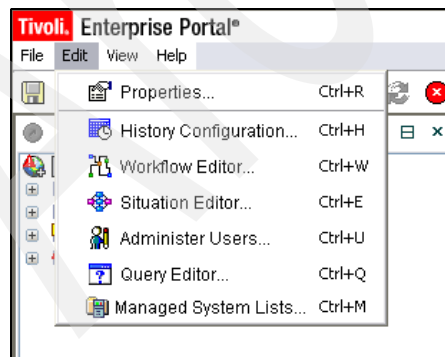 Tivoli. Enterprise Portal®
File Edit View Help
Properties... Ctrl+R
History Configuration... Ctrl+H
Workflow Editor... Ctrl+W
Situation Editor... Ctrl+E
Administer Users... Ctrl+U
Query Editor... Ctrl+Q
Managed System Lists... Ctrl+M